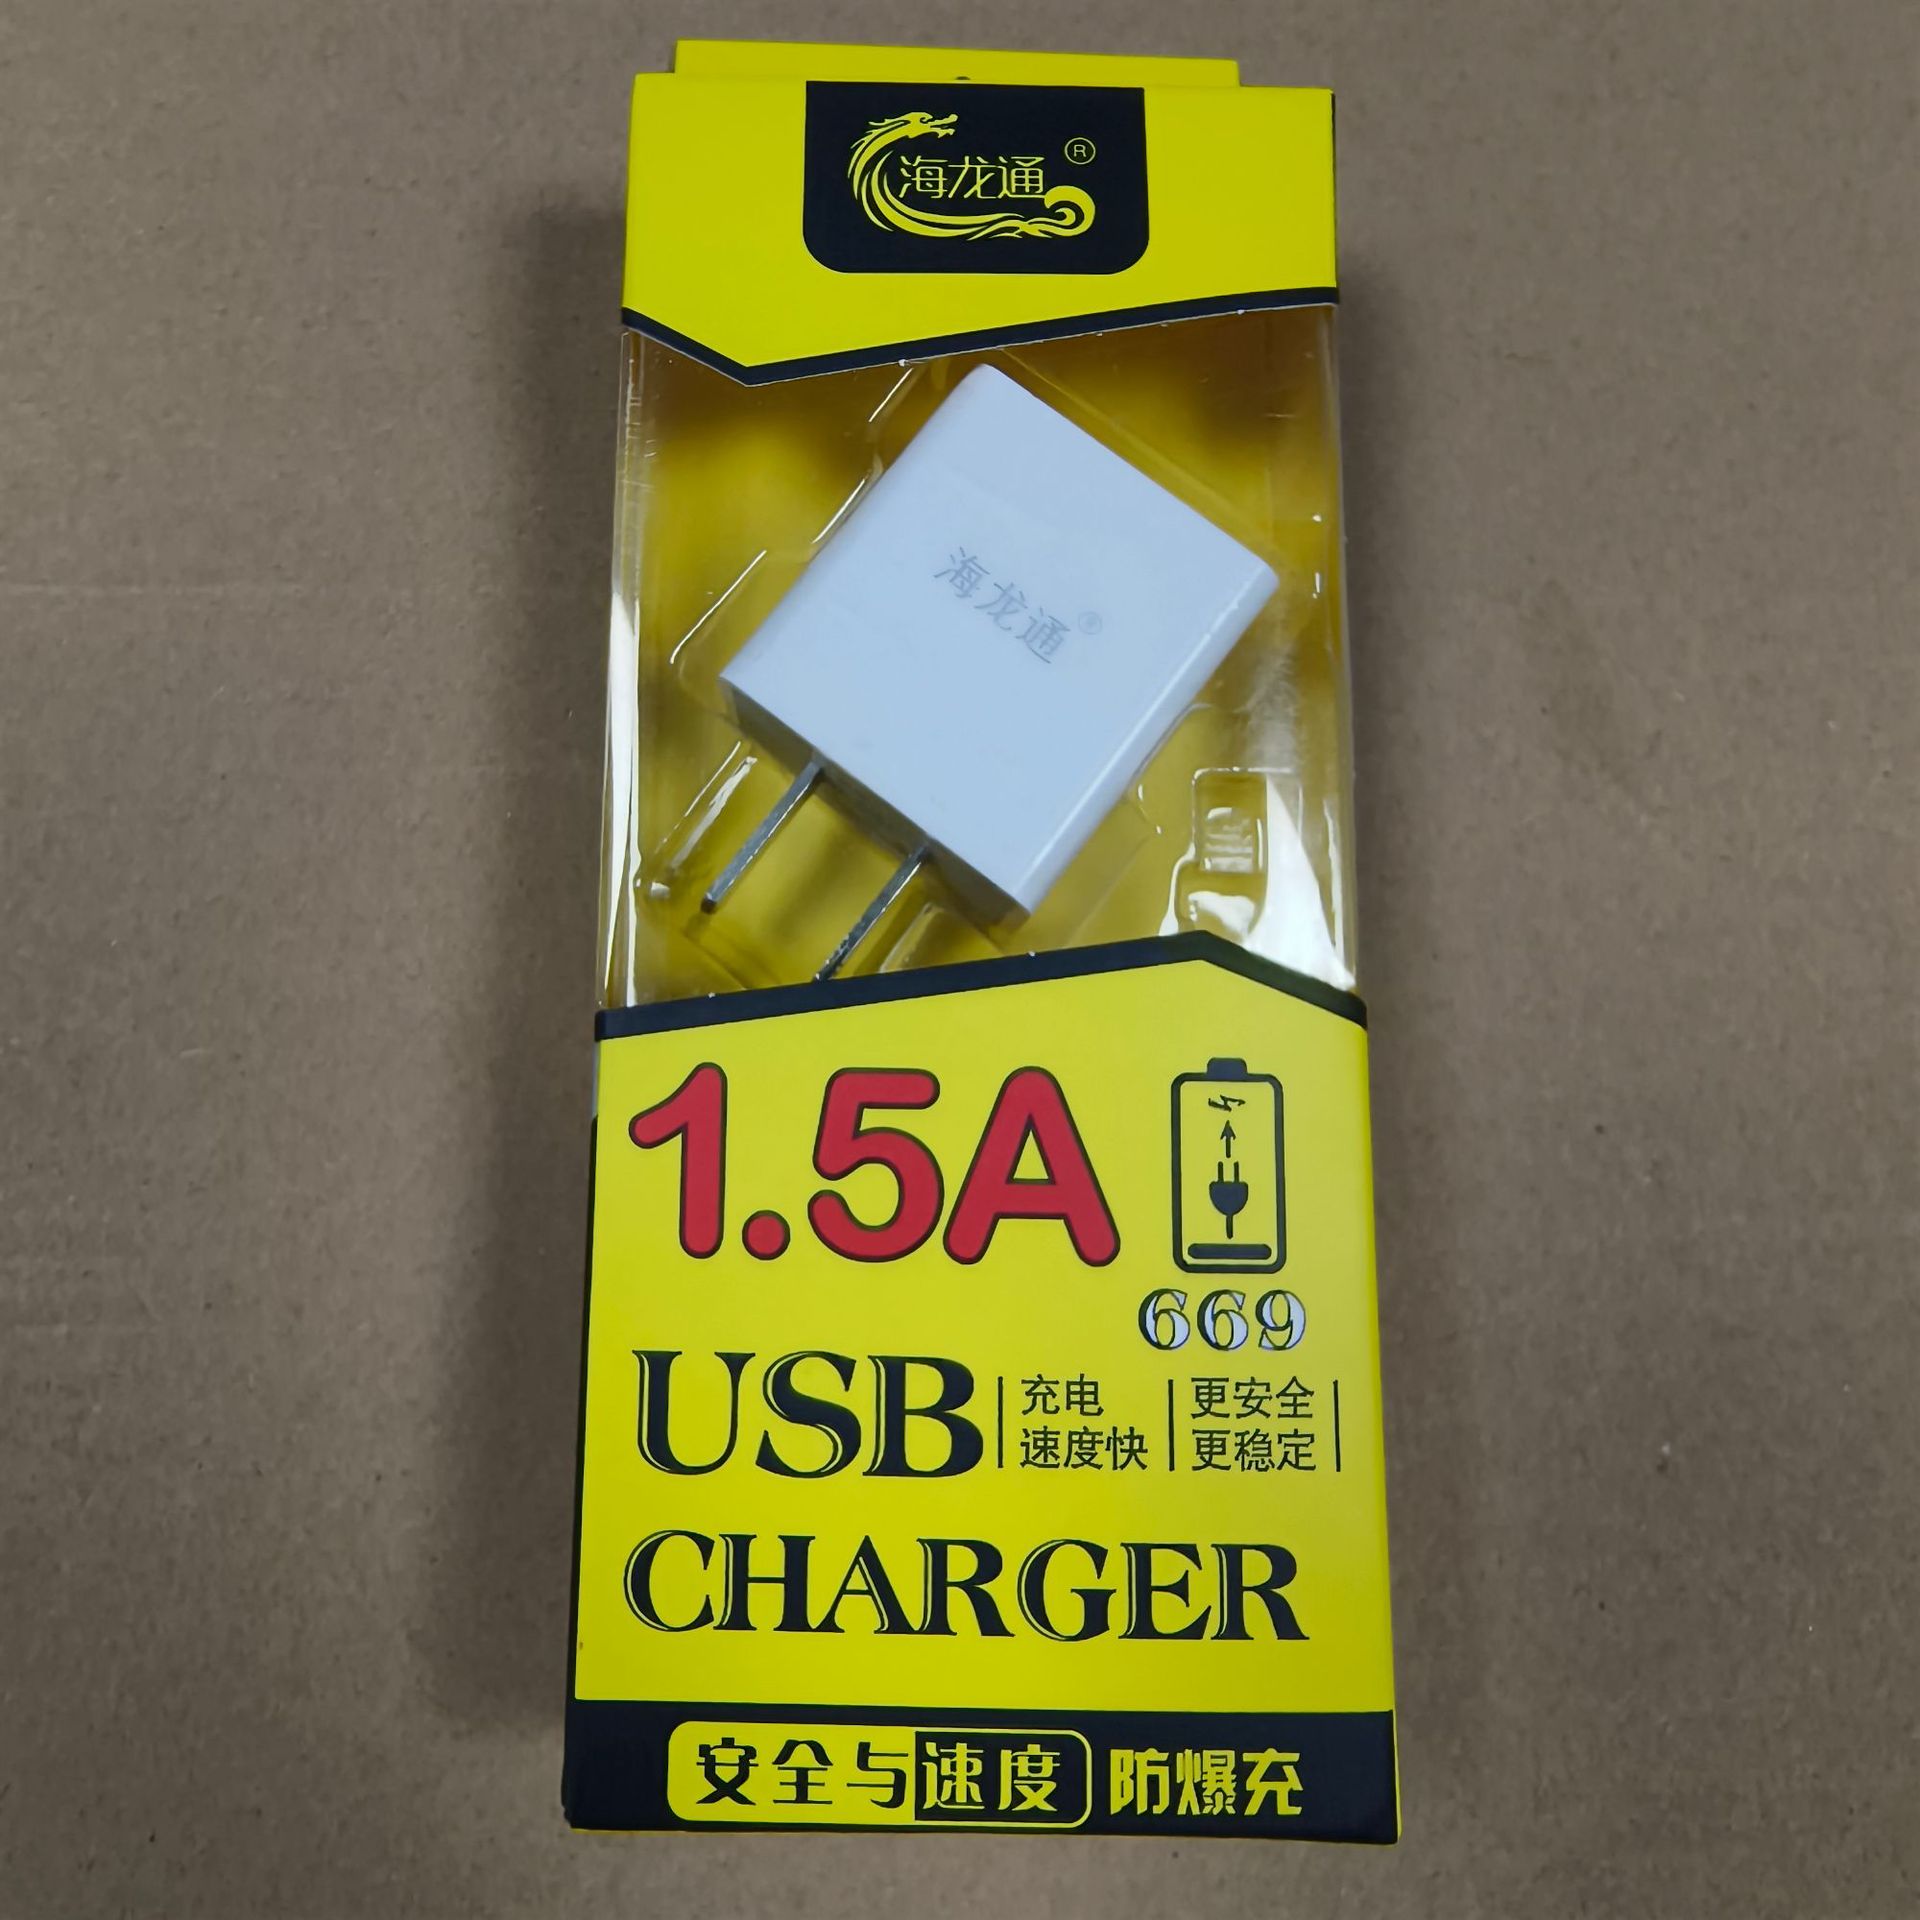 海龙通®
海龙通®
1.5A
669
USB
充电
速度快
更安全
更稳定
CHARGER
安全与速度 防爆充